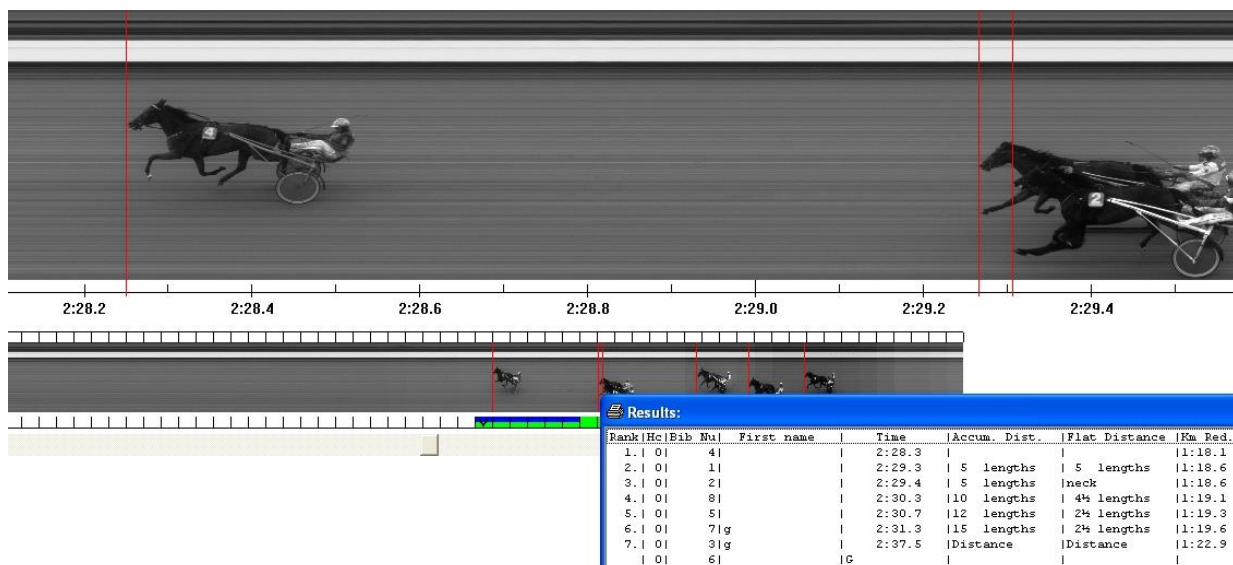 4
2
2:28.2 2:28.4 2:28.6 2:28.8 2:29.0 2:29.2 2:29.4
Results:
Rank|Hc|Bib Nu| First name | Time |Accum. Dist. |Flat Distance |Km Red.
1.| 0| 4| | 2:28.3 | | |1:18.1
2.| 0| 1| | 2:29.3 | 5 lengths | 5 lengths |1:18.6
3.| 0| 2| | 2:29.4 | 5 lengths |neck |1:18.6
4.| 0| 8| | 2:30.3 |10 lengths | 4½ lengths |1:19.1
5.| 0| 5| | 2:30.7 |12 lengths | 2½ lengths |1:19.3
6.| 0| 7|g | 2:31.3 |15 lengths | 2½ lengths |1:19.6
7.| 0| 3|g | 2:37.5 |Distance |Distance |1:22.9
| 0| 6| |G | | |